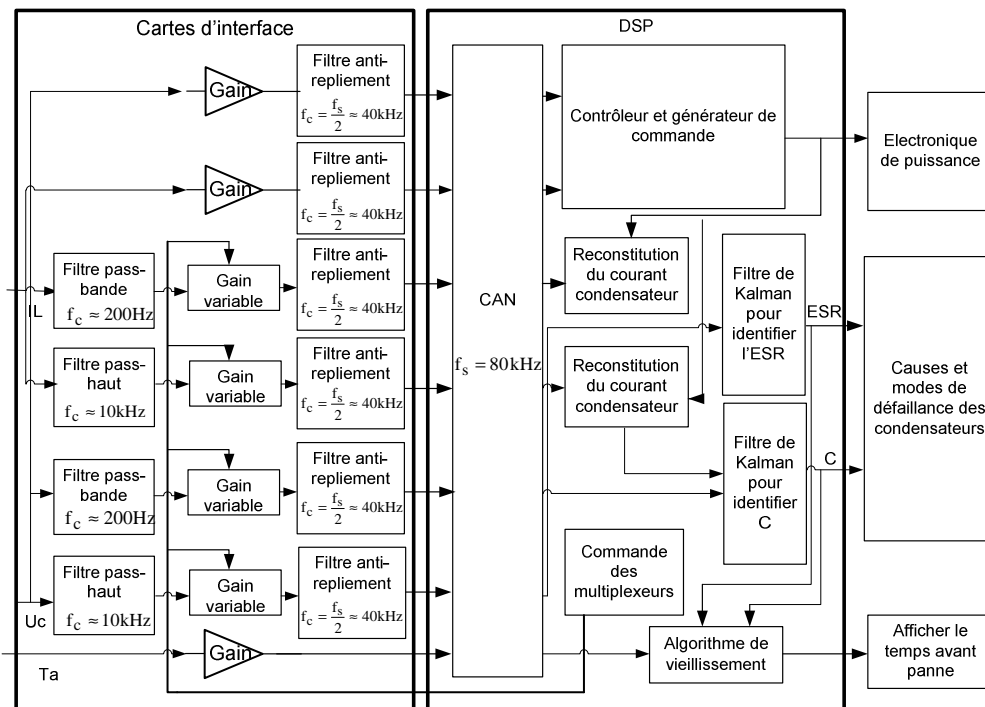 Cartes d'interface
Gain
Filtre anti-
repliement
f_c = f_s/2 ≈ 40kHz
Gain
Filtre anti-
repliement
f_c = f_s/2 ≈ 40kHz
IL
Filtre pass-
bande
f_c ≈ 200Hz
Gain
variable
Filtre anti-
repliement
f_c = f_s/2 ≈ 40kHz
Filtre pass-
haut
f_c ≈ 10kHz
Gain
variable
Filtre anti-
repliement
f_c = f_s/2 ≈ 40kHz
Filtre pass-
bande
f_c ≈ 200Hz
Gain
variable
Filtre anti-
repliement
f_c = f_s/2 ≈ 40kHz
Uc
Filtre pass-
haut
f_c ≈ 10kHz
Gain
variable
Filtre anti-
repliement
f_c = f_s/2 ≈ 40kHz
Ta
Gain
DSP
CAN
f_s = 80kHz
Contrôleur et générateur de
commande
Reconstitution
du courant
condensateur
Reconstitution
du courant
condensateur
Filtre de
Kalman
pour
identifier
l'ESR
Filtre de
Kalman
pour
identifier
C
Commande
des
multiplexeurs
Algorithme de
vieillissement
ESR
C
Electronique
de puissance
Causes et
modes de
défaillance des
condensateurs
Afficher le
temps avant
panne